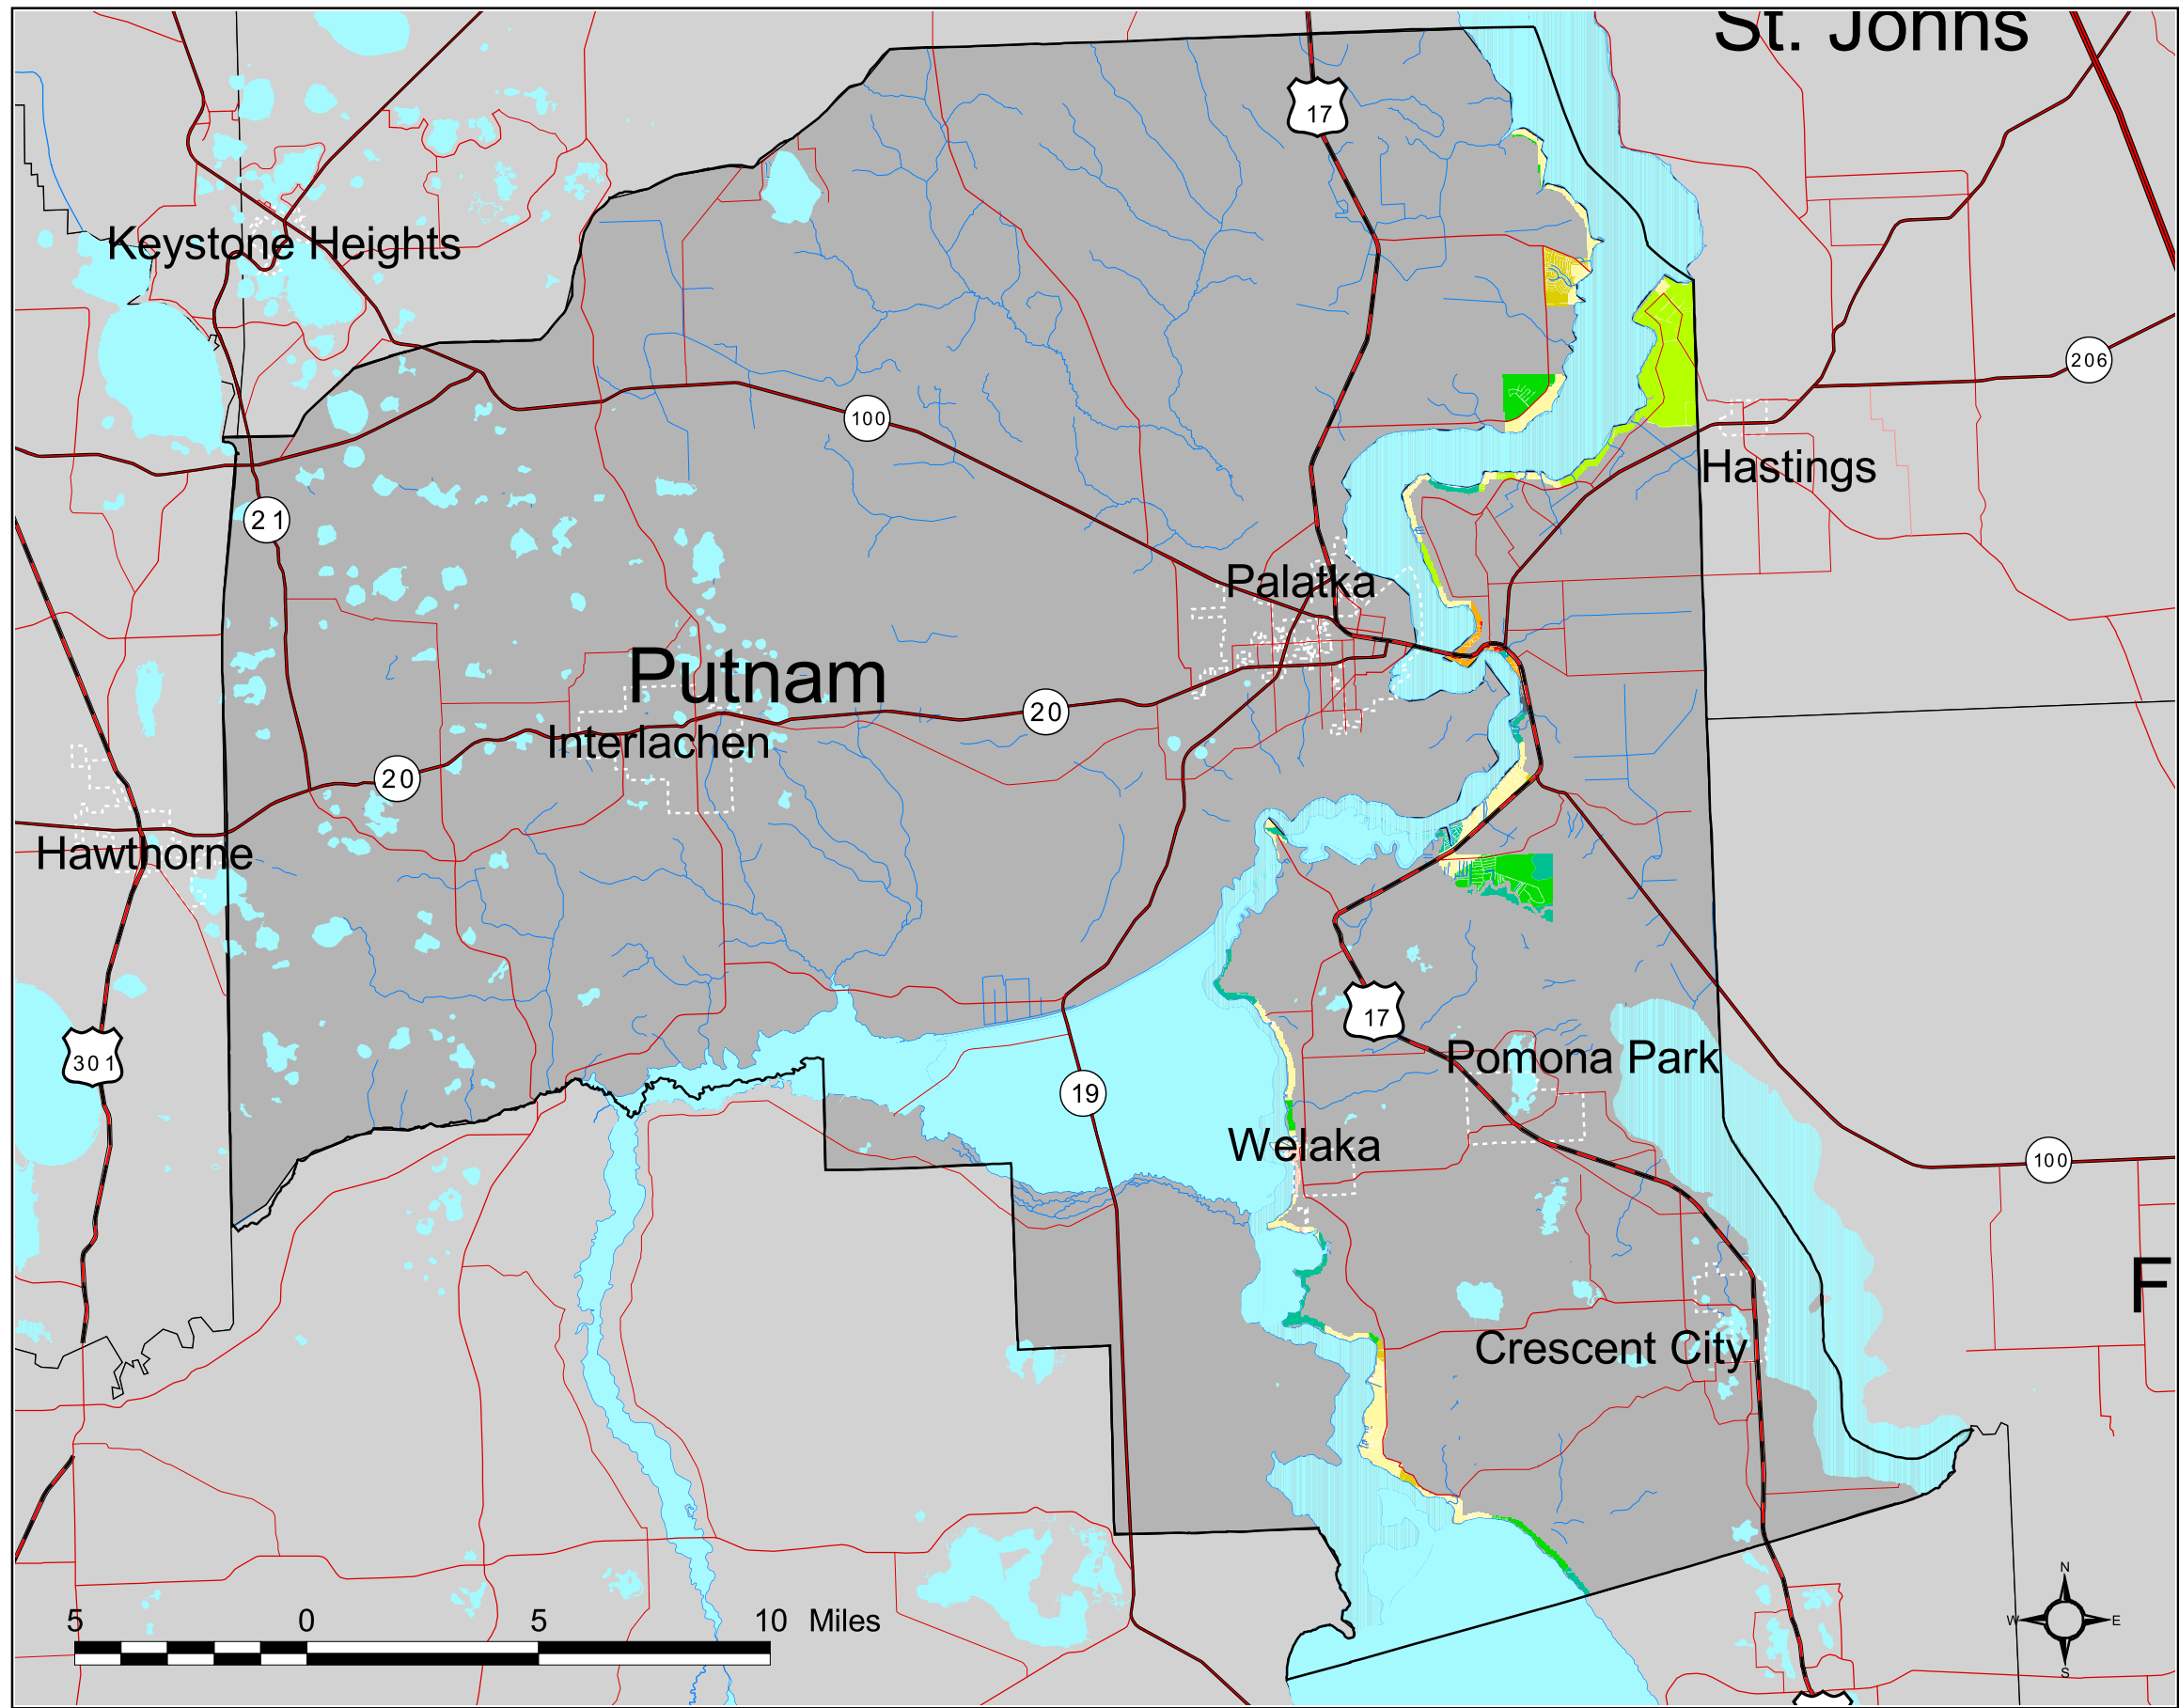 St. Johns
17
Keystone Heights
206
100
Hastings
21
Palatka
Putnam
20
Interlachen
20
Hawthorne
17
301
Pomona Park
19
Welaka
100
F
Crescent City
N
W E
S
5 0 5 10 Miles